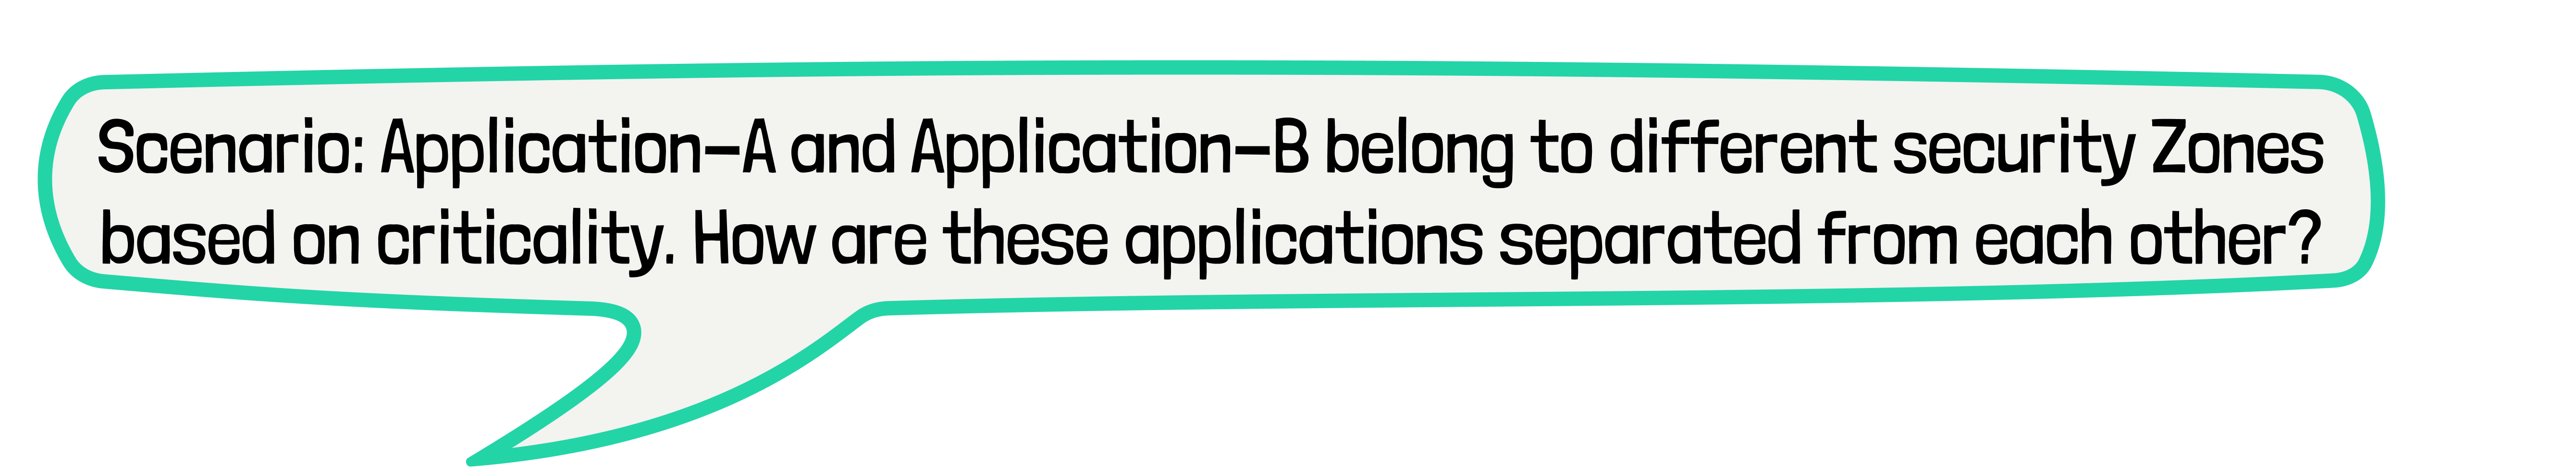 Scenario: Application-A and Application-B belong to different security Zones
based on criticality. How are these applications separated from each other?